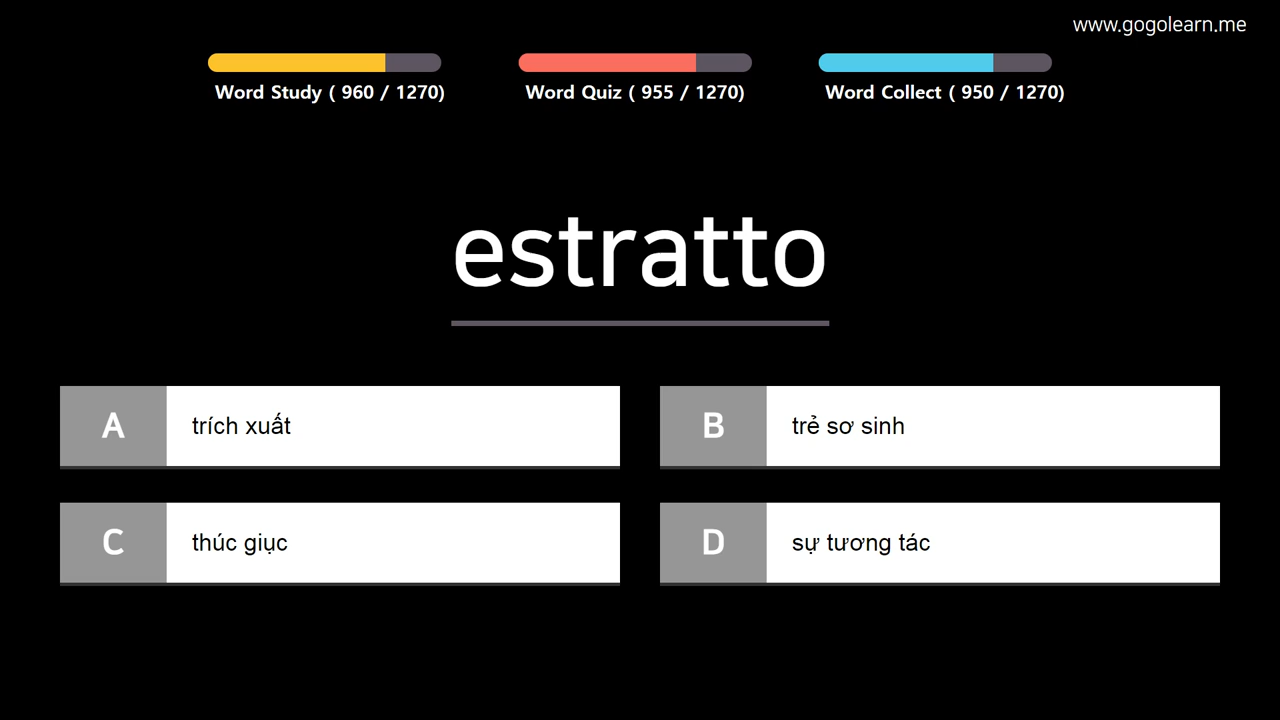 www.gogolearn.me
Word Study ( 960 / 1270)
Word Quiz ( 955 / 1270)
Word Collect ( 950 / 1270)
estratto
A trích xuất
B trẻ sơ sinh
C thúc giục
D sự tương tác